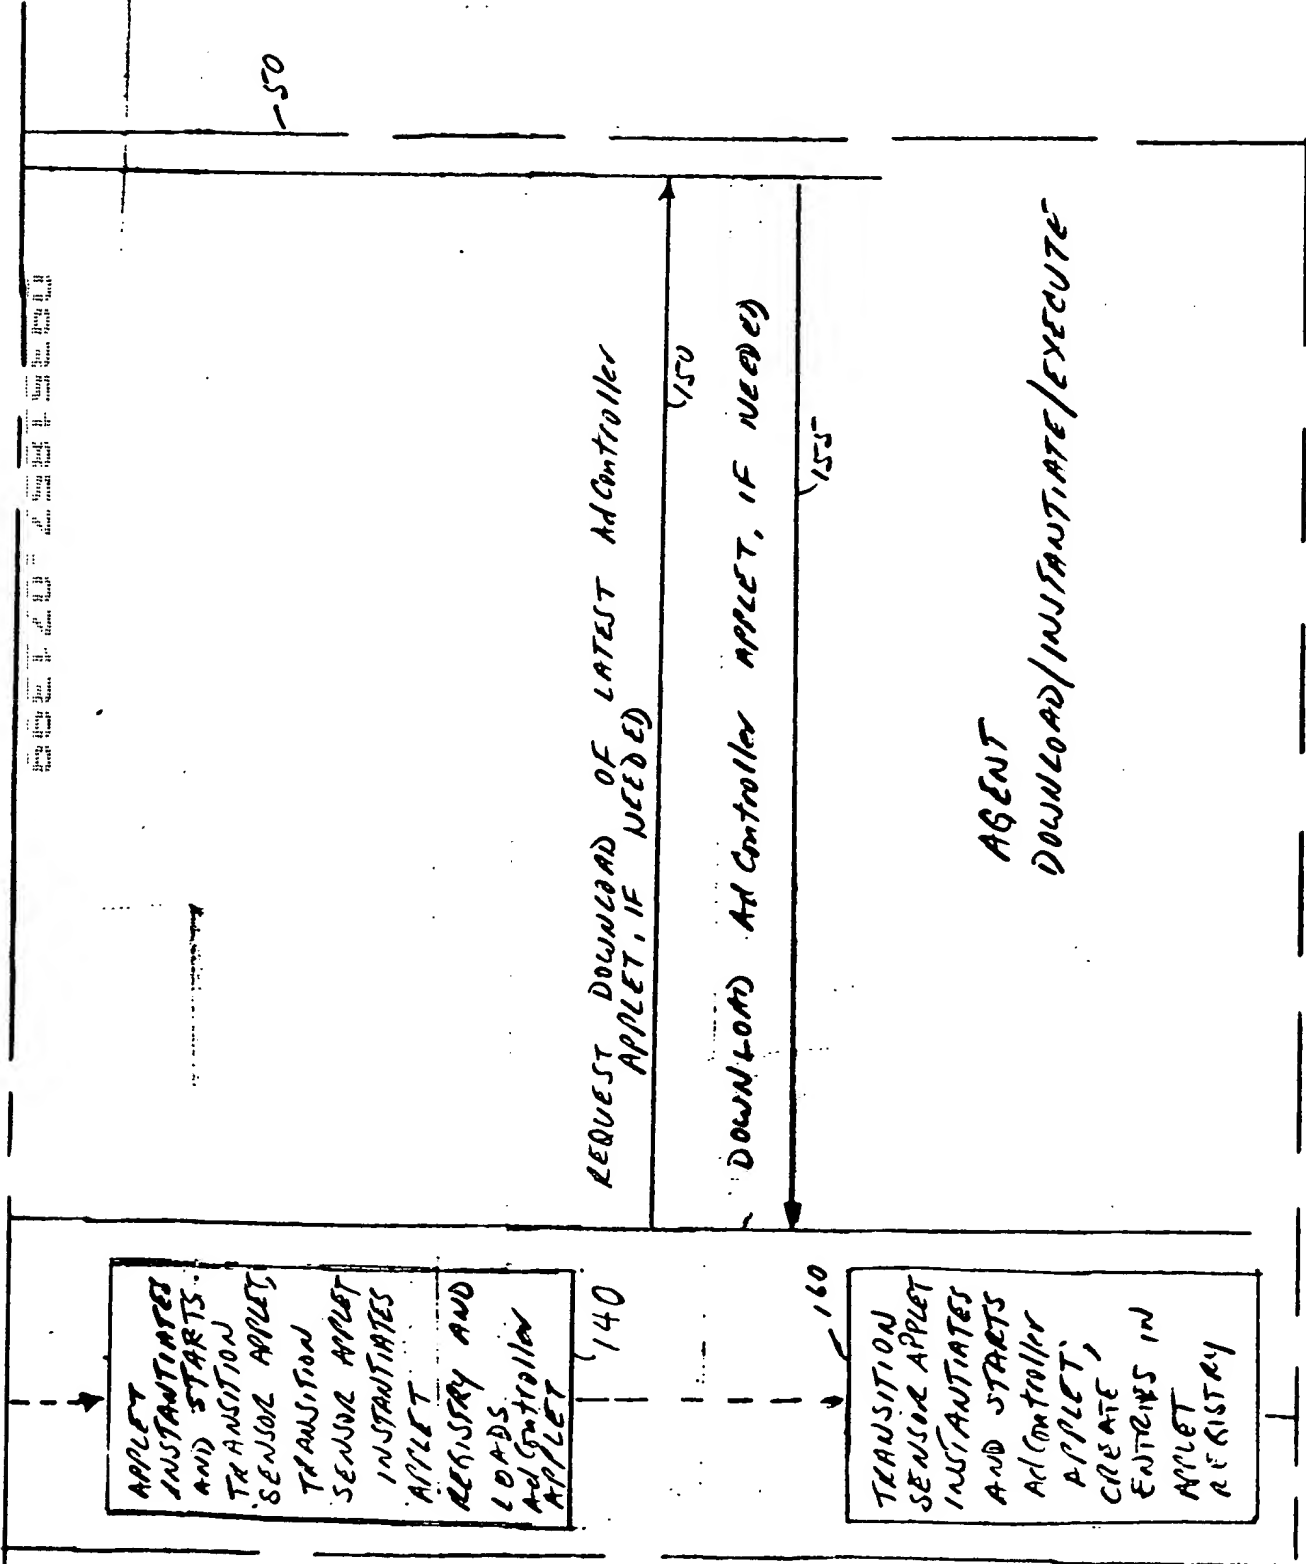 50
09351857-071399
APPLET
INSTANTIATES
AND STARTS
TRANSITION
SENSOR APPLET,
TRANSITION
SENSOR APPLET
INSTANTIATES
APPLET
REGISTRY AND
LOADS
AdController
APPLET
140
REQUEST DOWNLOAD OF LATEST AdController
APPLET, IF NEEDED
150
DOWNLOAD AdController APPLET, IF NEEDED
155
160
TRANSITION
SENSOR APPLET
INSTANTIATES
AND STARTS
AdController
APPLET;
CREATE
ENTRIES IN
APPLET
REGISTRY
AGENT
DOWNLOAD/INSTANTIATE/EXECUTE